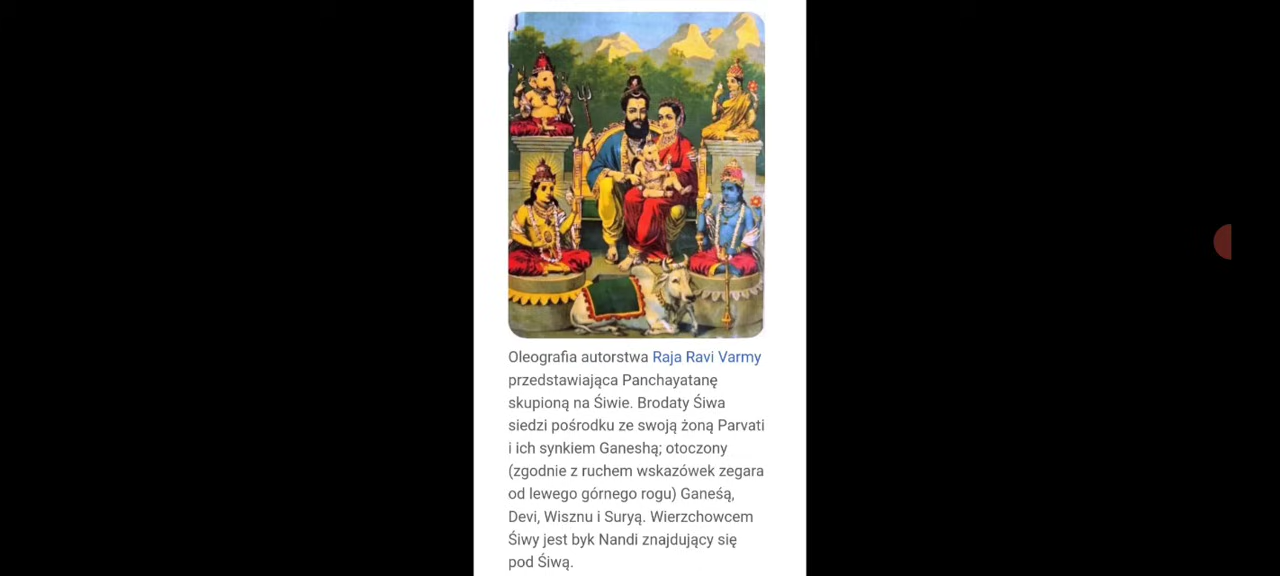 Oleografia autorstwa Raja Ravi Varmy
przedstawiająca Panchayatanę
skupioną na Śiwie. Brodaty Śiwa
siedzi pośrodku ze swoją żoną Parvati
i ich synkiem Ganeshą; otoczony
(zgodnie z ruchem wskazówek zegara
od lewego górnego rogu) Ganeśą,
Devi, Wisznu i Suryą. Wierzchowcem
Śiwy jest byk Nandi znajdujący się
pod Śiwą.